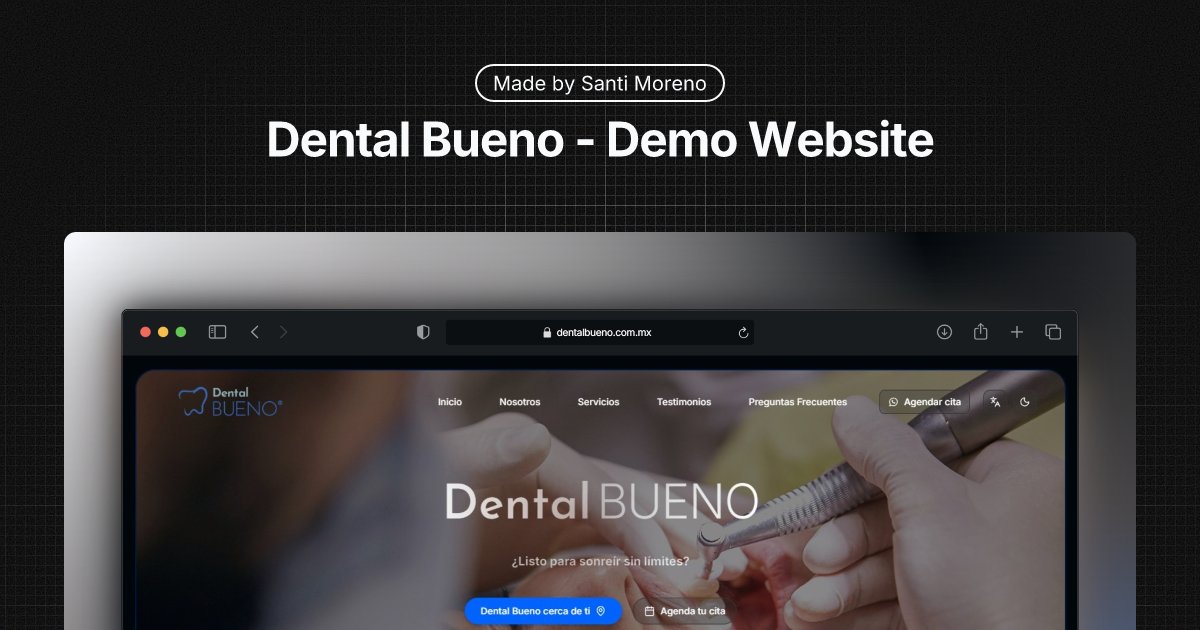 Made by Santi Moreno
Dental Bueno - Demo Website
dentalbueno.com.mx
Dental
BUENO®
Inicio Nosotros Servicios Testimonios Preguntas Frecuentes Agendar cita
Dental BUENO
¿Listo para sonreír sin límites?
Dental Bueno cerca de ti Agenda tu cita